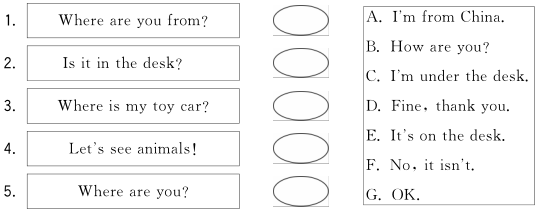 1. Where are you from?
2. Is it in the desk?
3. Where is my toy car?
4. Let's see animals!
5. Where are you?
A. I'm from China.
B. How are you?
C. I'm under the desk.
D. Fine, thank you.
E. It's on the desk.
F. No, it isn't.
G. OK.